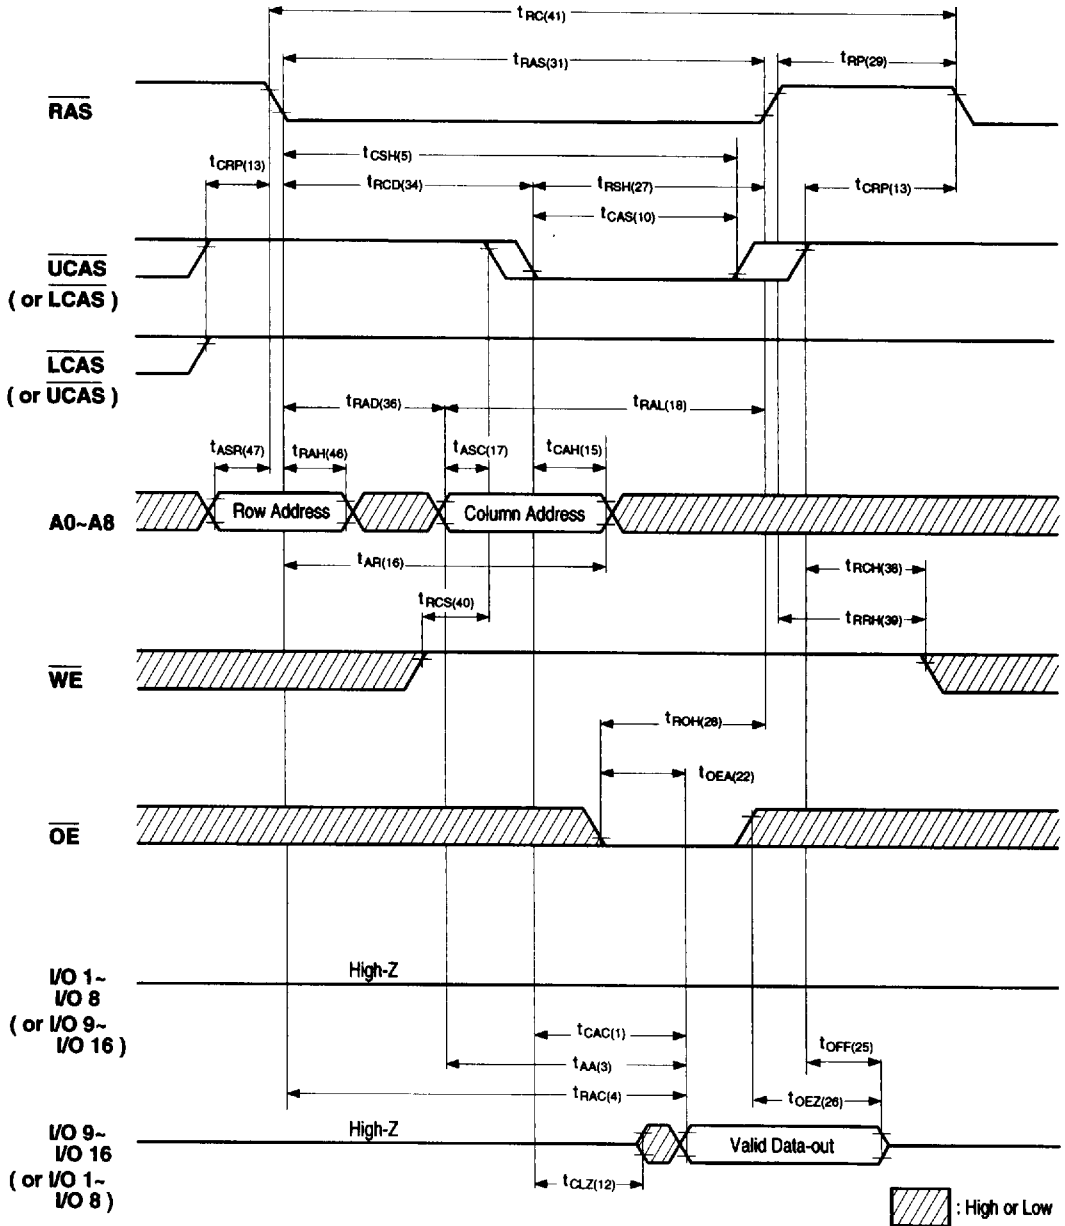 tRC(41)
tRAS(31)
tRP(29)
RAS
tCSH(5)
tCRP(13)
tRCD(34)
tRSH(27)
tCRP(13)
tCAS(10)
UCAS
( or LCAS )
LCAS
( or UCAS )
tRAD(36)
tRAL(18)
tASR(47)
tRAH(46)
tASC(17)
tCAH(15)
A0~A8
Row Address
Column Address
tAR(16)
tRCH(38)
tRCS(40)
tRRH(39)
WE
tROH(28)
tOEA(22)
OE
I/O 1~
I/O 8
( or I/O 9~
I/O 16 )
High-Z
tCAC(1)
tOFF(25)
tAA(3)
tRAC(4)
tOEZ(26)
I/O 9~
I/O 16
( or I/O 1~
I/O 8 )
High-Z
Valid Data-out
tCLZ(12)
: High or Low